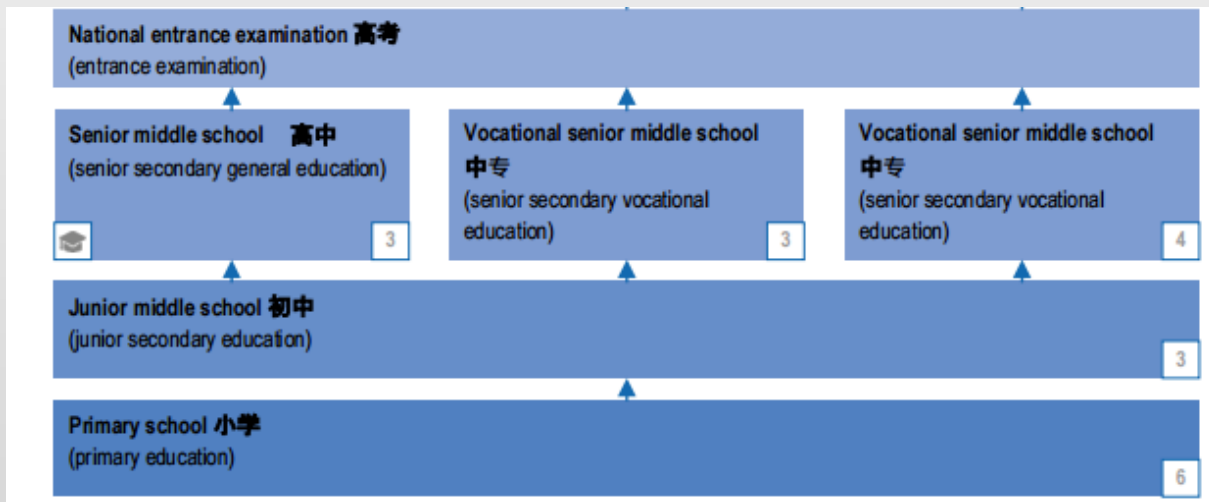 National entrance examination 高考
(entrance examination)
Senior middle school 高中
(senior secondary general education)
3
Vocational senior middle school
中专
(senior secondary vocational
education)
3
Vocational senior middle school
中专
(senior secondary vocational
education)
4
Junior middle school 初中
(junior secondary education)
3
Primary school 小学
(primary education)
6